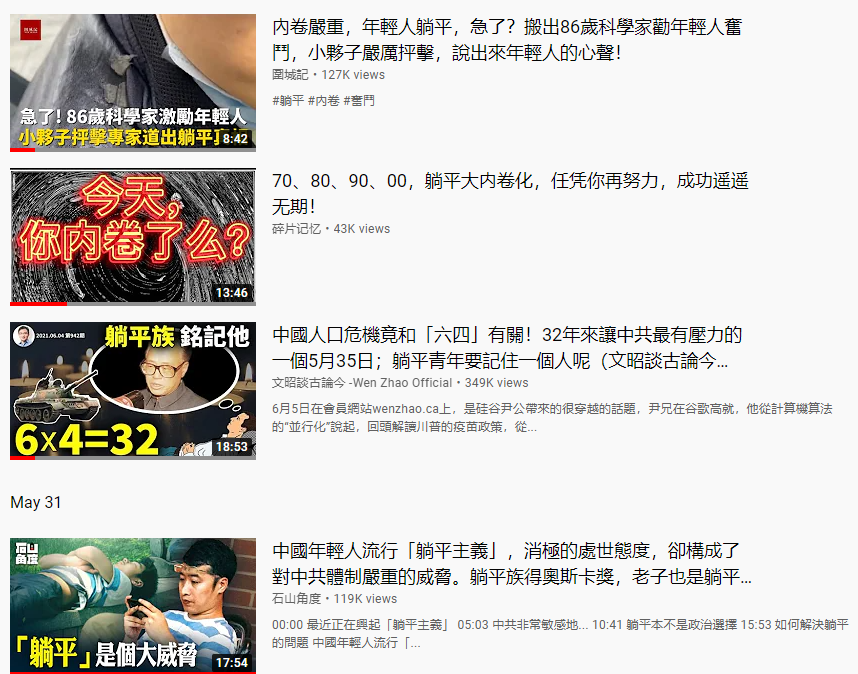 急了!86歲科學家激勵年輕人
小夥子抨擊專家道出躺平
8:42
内卷嚴重，年輕人躺平，急了？搬出86歲科學家勸年輕人奮
鬥，小夥子嚴厲抨擊，說出來年輕人的心聲！
圍城記 • 127K views
#躺平 #内卷 #奮鬥
今天,
你内卷了么?
13:46
70、80、90、00，躺平大内卷化，任凭你再努力，成功遥遥
无期！
碎片记忆 • 43K views
2021.06.04 第942期
躺平族 銘記他
6x4=32
18:53
中國人口危機竟和「六四」有關！32年來讓中共最有壓力的
一個5月35日；躺平青年要記住一個人呢（文昭談古論今...
文昭談古論今 -Wen Zhao Official • 349K views
6月5日在會員網站wenzhao.ca上，是硅谷尹公帶來的很穿越的話題，尹兄在谷歌高就，他從計算機算法
的“並行化”說起，回頭解讀川普的疫苗政策，從...
May 31
石山角度
「躺平」是個大威脅
17:54
中國年輕人流行「躺平主義」，消極的處世態度，卻構成了
對中共體制嚴重的威脅。躺平族得奧斯卡獎，老子也是躺平...
石山角度 • 119K views
00:00 最近正在興起「躺平主義」 05:03 中共非常敏感地... 10:41 躺平本不是政治選擇 15:53 如何解決躺平
的問題 中國年輕人流行「...